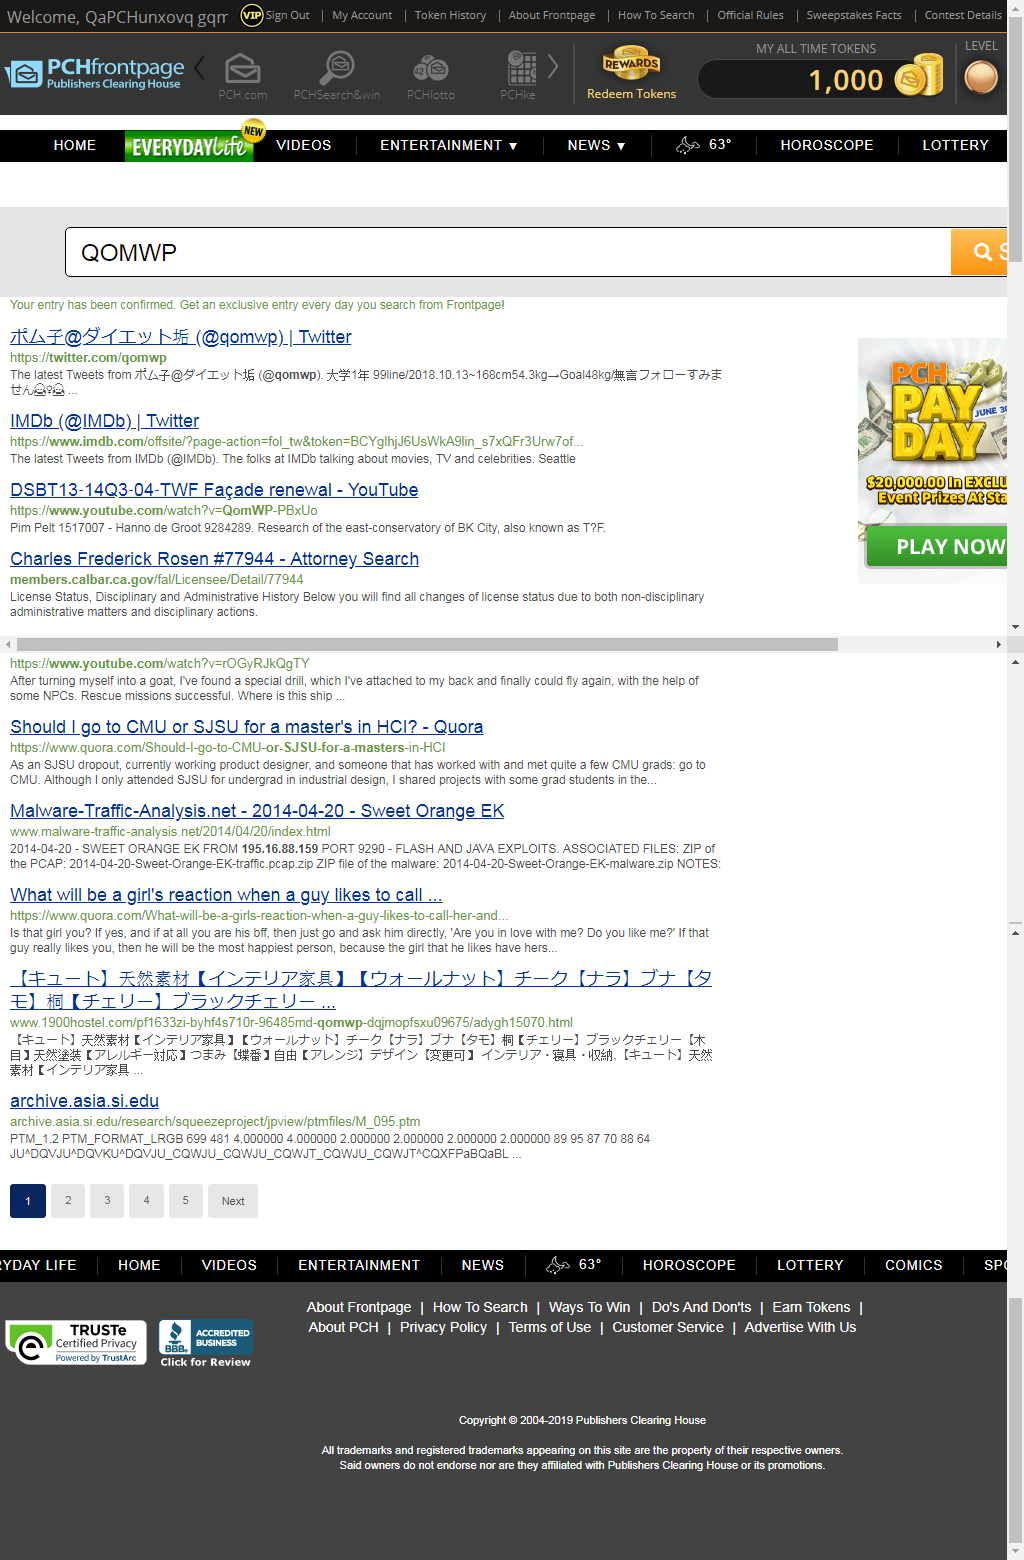 Welcome, QaPCHunxovq gqm
VIP Sign Out | My Account | Token History | About Frontpage | How To Search | Official Rules | Sweepstakes Facts | Contest Details
PCHfrontpage
Publishers Clearing House
PCH.com
PCHSearch&win
42
PCHlotto
PCHke
REWARDS
Redeem Tokens
MY ALL TIME TOKENS
1,000
LEVEL
HOME
EVERYDAY Life
NEW
VIDEOS
ENTERTAINMENT ▼
NEWS ▼
63°
HOROSCOPE
LOTTERY
QOMWP
S
Your entry has been confirmed. Get an exclusive entry every day you search from Frontpage!
ポム子@ダイエット垢 (@qomwp) | Twitter
https://twitter.com/qomwp
The latest Tweets from ポム子@ダイエット垢 (@qomwp). 大学1年 99line/2018.10.13~168cm54.3kg→Goal48kg/無言フォローすみま
せん ...
IMDb (@IMDb) | Twitter
https://www.imdb.com/offsite/?page-action=fol_tw&token=BCYglhjJ6UsWkA9lin_s7xQFr3Urw7of...
The latest Tweets from IMDb (@IMDb). The folks at IMDb talking about movies, TV and celebrities. Seattle
DSBT13-14Q3-04-TWF Façade renewal - YouTube
https://www.youtube.com/watch?v=QomWP-PBxUo
Pim Pelt 1517007 - Hanno de Groot 9284289. Research of the east-conservatory of BK City, also known as T?F.
Charles Frederick Rosen #77944 - Attorney Search
members.calbar.ca.gov/fal/Licensee/Detail/77944
License Status, Disciplinary and Administrative History Below you will find all changes of license status due to both non-disciplinary
administrative matters and disciplinary actions.
PCH
PAY
DAY
JUNE 30
$20,000.00 In EXCLU
Event Prizes At Sta
PLAY NOW
https://www.youtube.com/watch?v=rOGyRJkQgTY
After turning myself into a goat, I've found a special drill, which I've attached to my back and finally could fly again, with the help of
some NPCs. Rescue missions successful. Where is this ship ...
Should I go to CMU or SJSU for a master's in HCI? - Quora
https://www.quora.com/Should-I-go-to-CMU-or-SJSU-for-a-masters-in-HCI
As an SJSU dropout, currently working product designer, and someone that has worked with and met quite a few CMU grads: go to
CMU. Although I only attended SJSU for undergrad in industrial design, I shared projects with some grad students in the...
Malware-Traffic-Analysis.net - 2014-04-20 - Sweet Orange EK
www.malware-traffic-analysis.net/2014/04/20/index.html
2014-04-20 - SWEET ORANGE EK FROM 195.16.88.159 PORT 9290 - FLASH AND JAVA EXPLOITS. ASSOCIATED FILES: ZIP of
the PCAP: 2014-04-20-Sweet-Orange-EK-traffic.pcap.zip ZIP file of the malware: 2014-04-20-Sweet-Orange-EK-malware.zip NOTES:
What will be a girl's reaction when a guy likes to call ...
https://www.quora.com/What-will-be-a-girls-reaction-when-a-guy-likes-to-call-her-and...
Is that girl you? If yes, and if at all you are his bff, then just go and ask him directly, 'Are you in love with me? Do you like me?' If that
guy really likes you, then he will be the most happiest person, because the girl that he likes have hers...
【キュート】天然素材【インテリア家具】【ウォールナット】チーク【ナラ】ブナ【タ
モ】桐【チェリー】ブラックチェリー ...
www.1900hostel.com/pf1633zi-byhf4s710r-96485md-qomwp-dqjmopfsxu09675/adygh15070.html
【キュート】天然素材【インテリア家具】【ウォールナット】チーク【ナラ】ブナ【タモ】桐【チェリー】ブラックチェリー【木
目】天然塗装【アレルギー対応】つまみ【蝶番】自由【アレンジ】デザイン【変更可】 インテリア・寝具・収納,【キュート】天然
素材【インテリア家具 ...
archive.asia.si.edu
archive.asia.si.edu/research/squeezeproject/jpview/ptmfiles/M_095.ptm
PTM_1.2 PTM_FORMAT_LRGB 699 481 4.000000 4.000000 2.000000 2.000000 2.000000 2.000000 89 95 87 70 88 64
JU^DQVJU^DQVKU^DQVJU_CQWJU_CQWJU_CQWJT_CQWJU_CQWJT^CQXFPaBQaBL ...
1 2 3 4 5 Next
RYDAY LIFE
HOME
VIDEOS
ENTERTAINMENT
NEWS
63°
HOROSCOPE
LOTTERY
COMICS
SPO
About Frontpage | How To Search | Ways To Win | Do's And Don'ts | Earn Tokens |
About PCH | Privacy Policy | Terms of Use | Customer Service | Advertise With Us
TRUSTe
Certified Privacy
Powered by TrustArc
BBB.
ACCREDITED
BUSINESS
Click for Review
Copyright © 2004-2019 Publishers Clearing House
All trademarks and registered trademarks appearing on this site are the property of their respective owners.
Said owners do not endorse nor are they affiliated with Publishers Clearing House or its promotions.